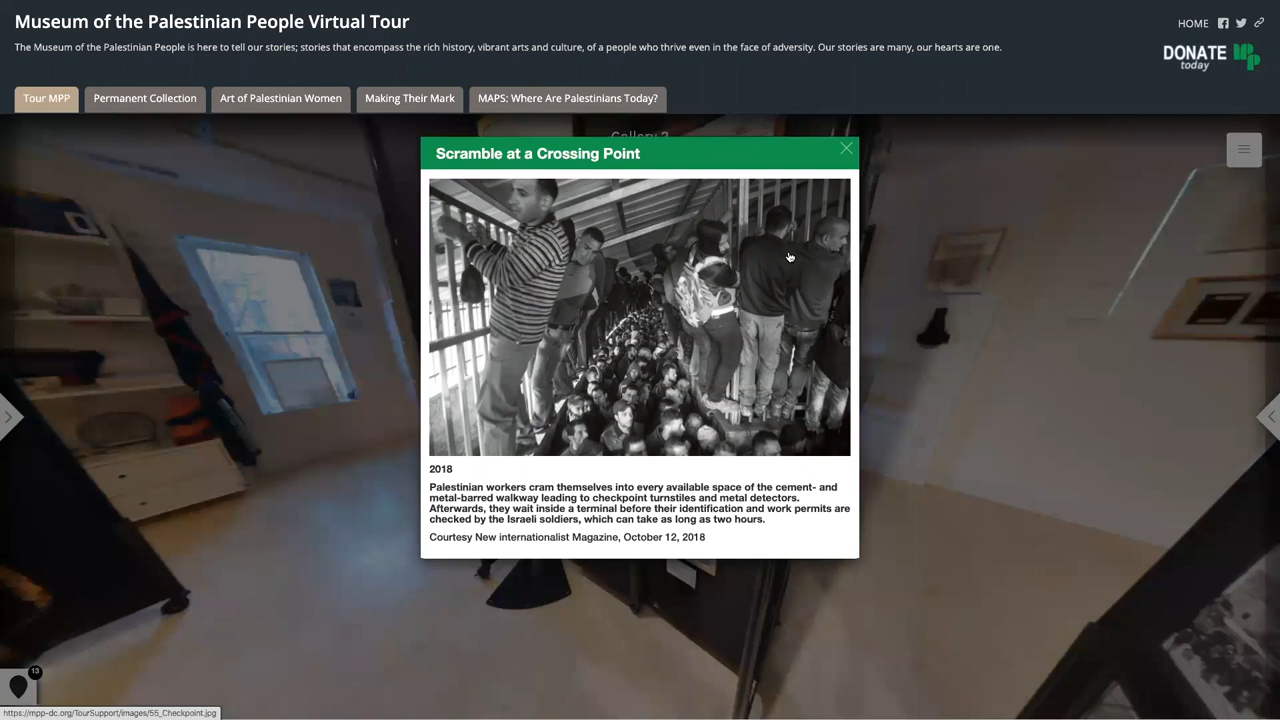 Museum of the Palestinian People Virtual Tour
HOME
The Museum of the Palestinian People is here to tell our stories; stories that encompass the rich history, vibrant arts and culture, of a people who thrive even in the face of adversity. Our stories are many, our hearts are one.
DONATE
today
Tour MPP
Permanent Collection
Art of Palestinian Women
Making Their Mark
MAPS: Where Are Palestinians Today?
Gallery 2
Scramble at a Crossing Point
2018
Palestinian workers cram themselves into every available space of the cement- and
metal-barred walkway leading to checkpoint turnstiles and metal detectors.
Afterwards, they wait inside a terminal before their identification and work permits are
checked by the Israeli soldiers, which can take as long as two hours.
Courtesy New internationalist Magazine, October 12, 2018
13
https://mpp-dc.org/TourSupport/images/55_Checkpoint.jpg